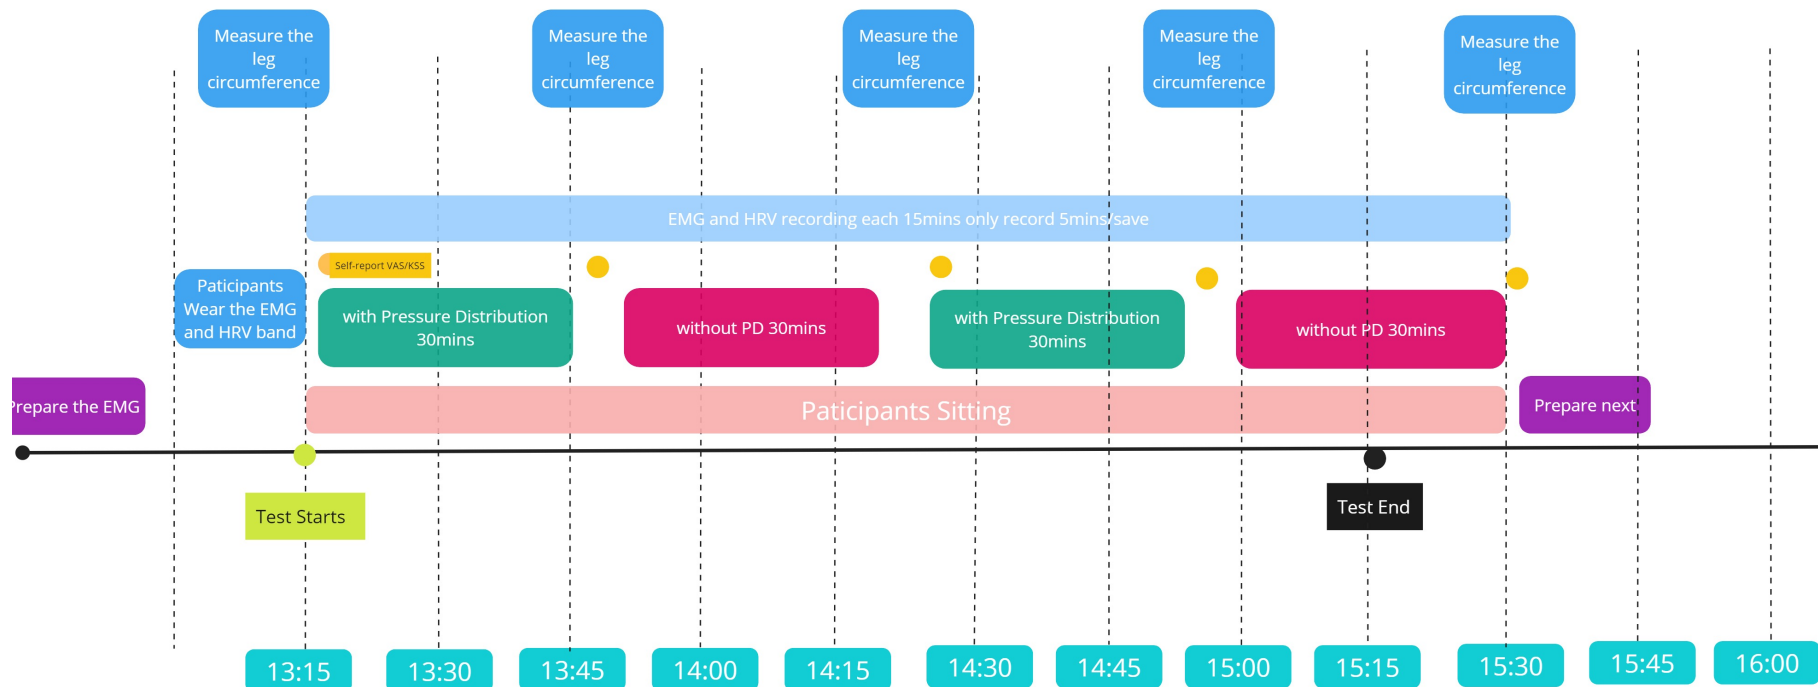 Measure the
leg
circumference
Measure the
leg
circumference
Measure the
leg
circumference
Measure the
leg
circumference
Measure the
leg
circumference
EMG and HRV recording each 15mins only record 5mins/save
Self-report VAS/KSS
Paticipants
Wear the EMG
and HRV band
with Pressure Distribution
30mins
without PD 30mins
with Pressure Distribution
30mins
without PD 30mins
Prepare the EMG
Paticipants Sitting
Prepare next
Test Starts
Test End
13:15
13:30
13:45
14:00
14:15
14:30
14:45
15:00
15:15
15:30
15:45
16:00